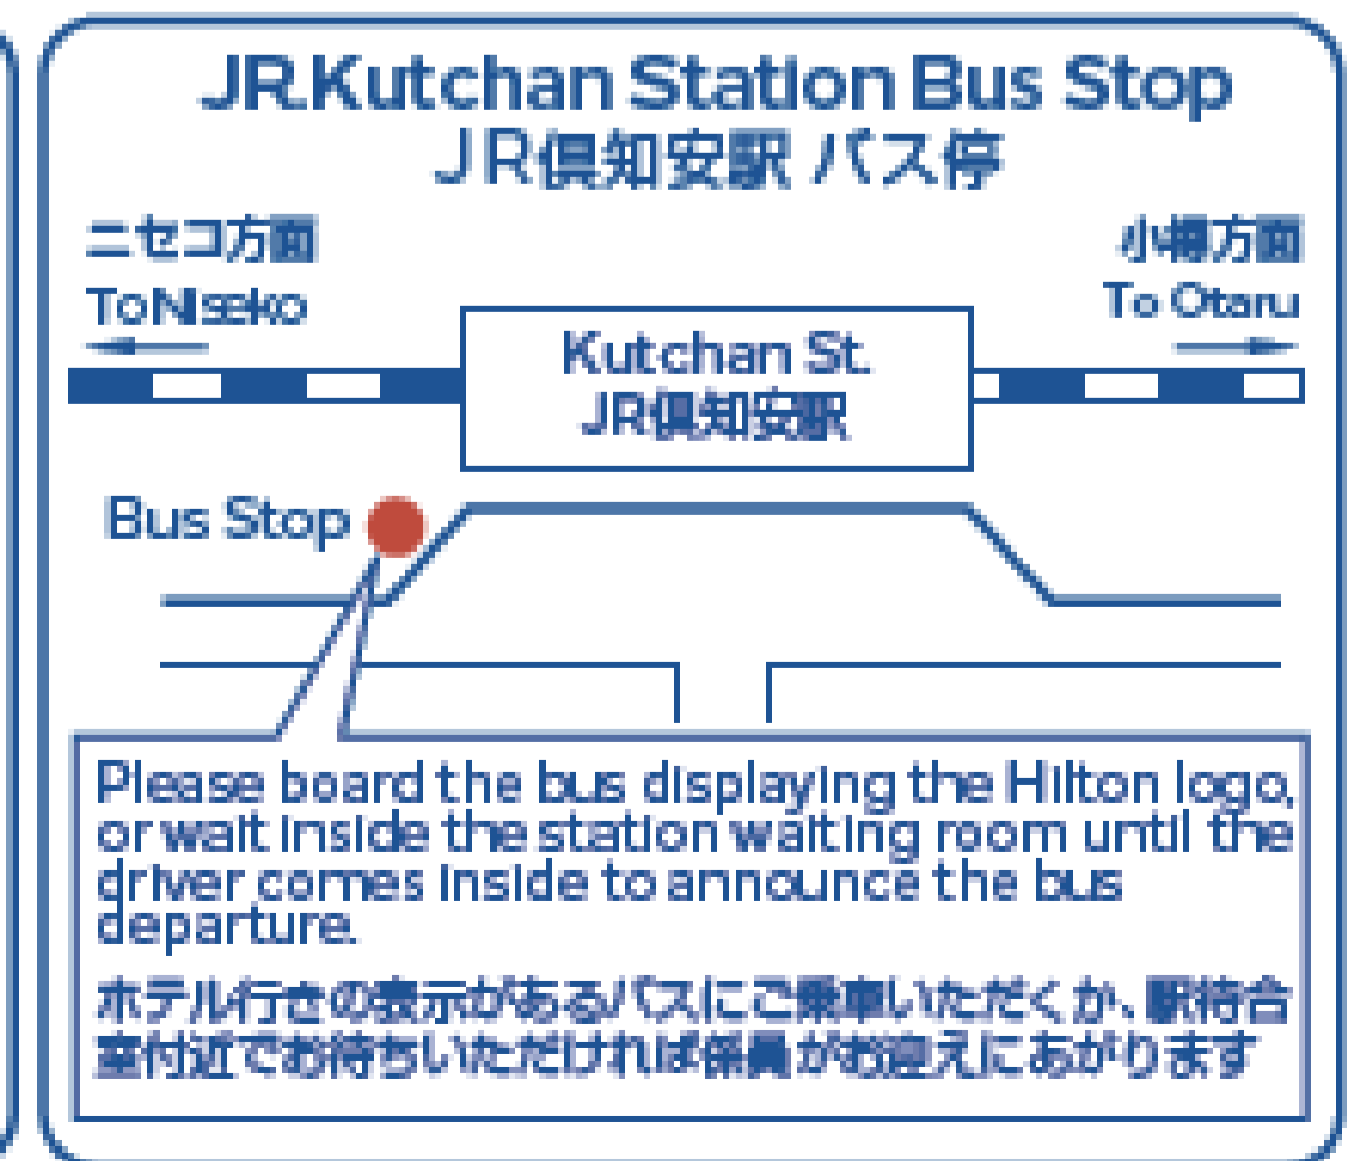 JR Kutchan Station Bus Stop
JR倶知安駅 バス停
ニセコ方面
To Niseko
小樽方面
To Otaru
Kutchan St.
JR倶知安駅
Bus Stop
Please board the bus displaying the Hilton logo,
or wait inside the station waiting room until the
driver comes inside to announce the bus
departure.
ホテル行きの表示があるバスにご乗車いただくか、駅待合
室付近でお待ちいただければ係員がお迎えにあがります